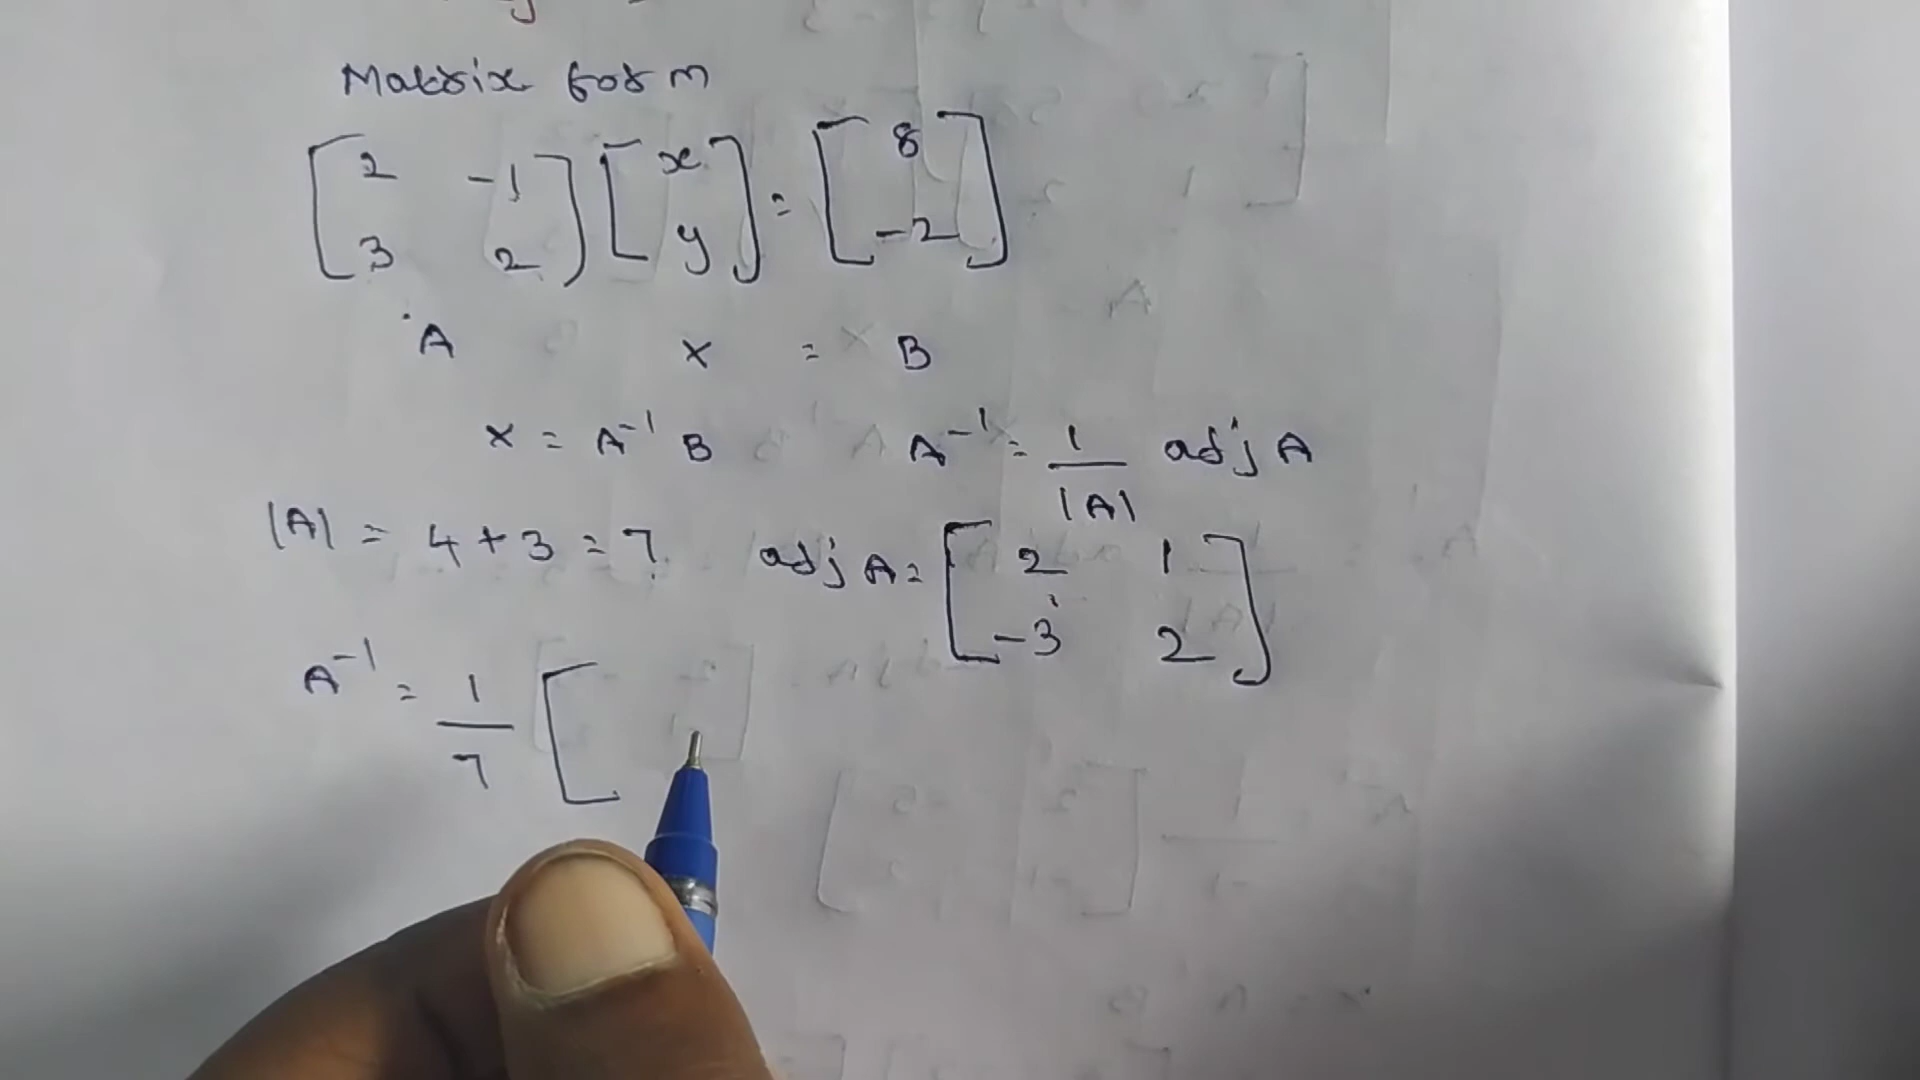 Matrix form
[2 -1 3 2] [x y] = [8 -2]
A x = B
x = A⁻¹ B A⁻¹ = 1/|A| adj A
|A| = 4 + 3 = 7 adj A = [2 1 -3 2]
A⁻¹ = 1/7 [